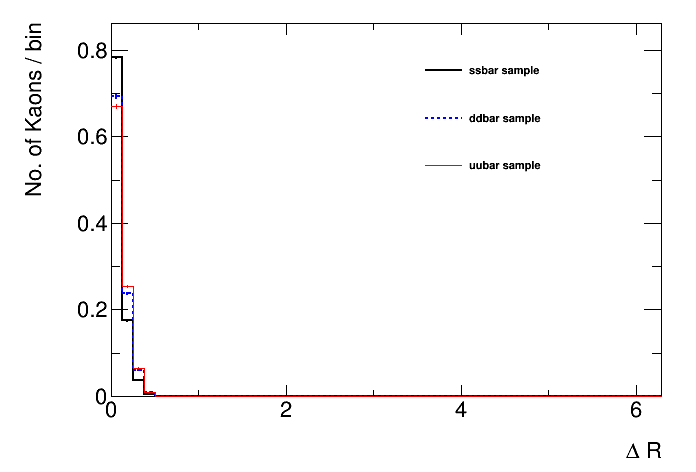 No. of Kaons / bin
0.8
0.6
0.4
0.2
0
ssbar sample
ddbar sample
uubar sample
0 2 4 6
Δ R